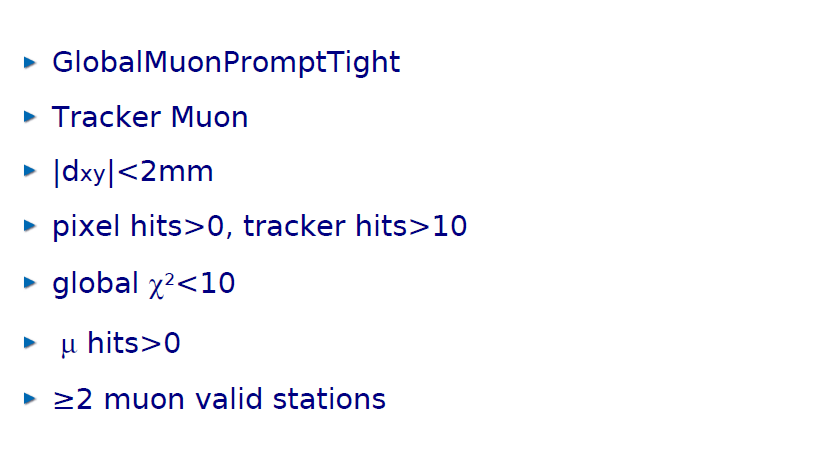 ► GlobalMuonPromptTight
► Tracker Muon
► |dxy|<2mm
► pixel hits>0, tracker hits>10
► global χ²<10
► μ hits>0
► ≥2 muon valid stations